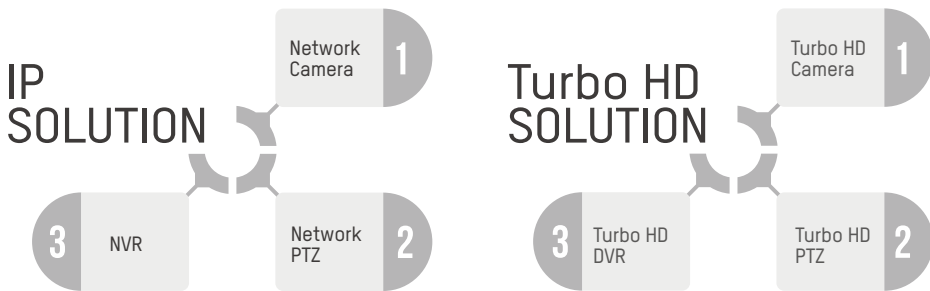 IP
SOLUTION
Network
Camera
1
3
NVR
Network
PTZ
2
Turbo HD
SOLUTION
Turbo HD
Camera
1
3
Turbo HD
DVR
Turbo HD
PTZ
2